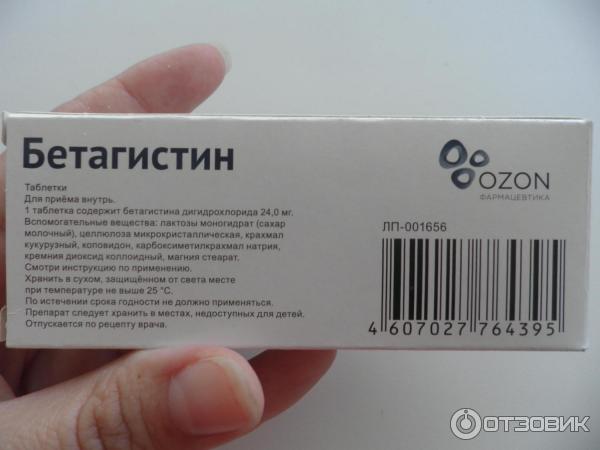 Бетагистин
Таблетки
Для приёма внутрь.
1 таблетка содержит бетагистина дигидрохлорида 24,0 мг.
Вспомогательные вещества: лактозы моногидрат (сахар
молочный), целлюлоза микрокристаллическая, крахмал
кукурузный, коповидон, карбоксиметилкрахмал натрия,
кремния диоксид коллоидный, магния стеарат.
Смотри инструкцию по применению.
Хранить в сухом, защищённом от света месте
при температуре не выше 25 °C.
По истечении срока годности не должно применяться.
Препарат следует хранить в местах, недоступных для детей.
Отпускается по рецепту врача.
OZON
ФАРМАЦЕВТИКА
ЛП-001656
4 607027 764395
ОТЗОВИК